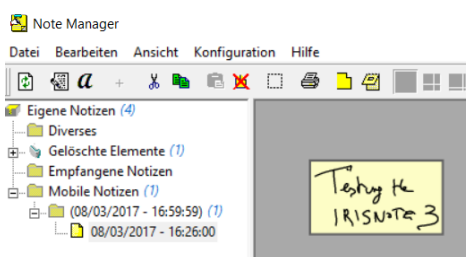 Note Manager
Datei Bearbeiten Ansicht Konfiguration Hilfe
a
Eigene Notizen (4)
Diverses
Gelöschte Elemente (1)
Empfangene Notizen
Mobile Notizen (1)
(08/03/2017 - 16:59:59) (1)
08/03/2017 - 16:26:00
Testing the
IRISNOTE 3